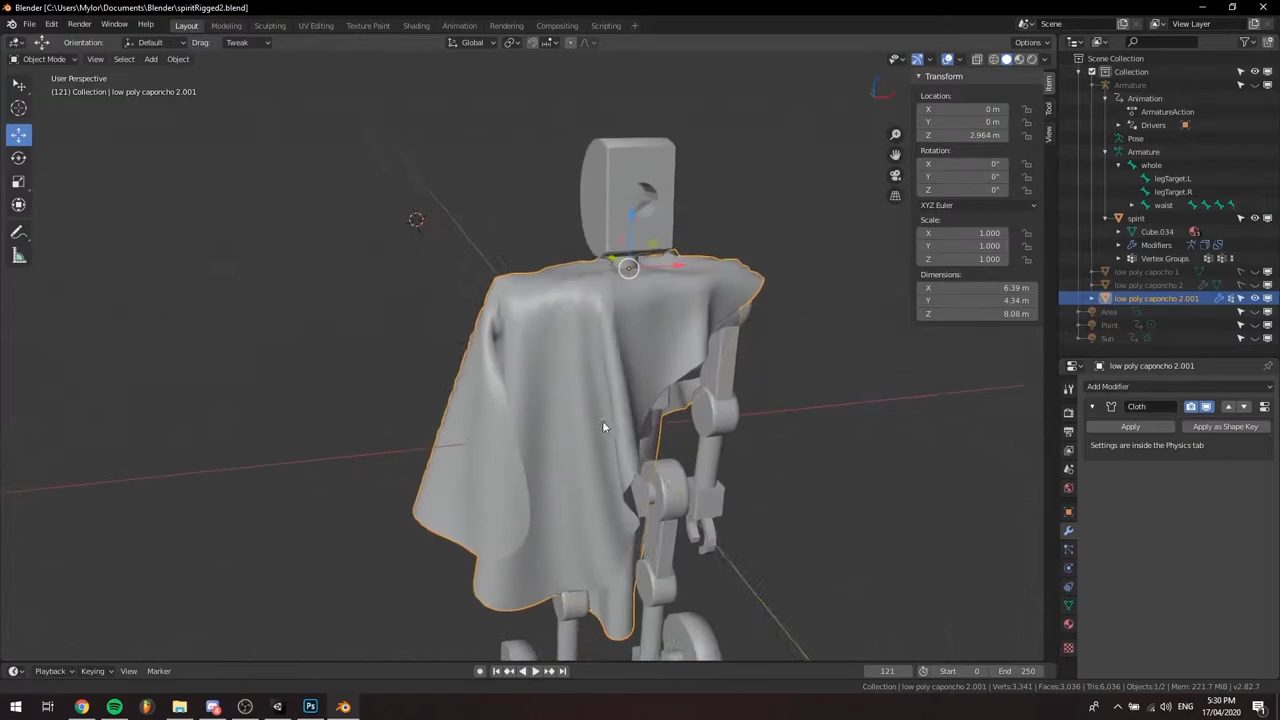 Blender [C:\Users\Mylor\Documents\Blender\spiritRigged2.blend]
File Edit Render Window Help Layout Modeling Sculpting UV Editing Texture Paint Shading Animation Rendering Compositing Scripting + Scene View Layer
Orientation: Default Drag: Tweak Global Options
Object Mode View Select Add Object
User Perspective
(121) Collection | low poly caponcho 2.001
Z
Transform
Location:
X 0 m
Y 0 m
Z 2.964 m
Rotation:
X 0°
Y 0°
Z 0°
XYZ Euler
Scale:
X 1.000
Y 1.000
Z 1.000
Dimensions:
X 6.39 m
Y 4.34 m
Z 8.08 m
Item
Tool
View
Scene Collection
Collection
Armature
Animation
ArmatureAction
Drivers
Pose
Armature
whole
legTarget.L
legTarget.R
waist
spirit
Cube.034
Modifiers
Vertex Groups
low poly capocho 1
low poly caponcho 2
low poly caponcho 2.001
Area
Point
Sun
low poly caponcho 2.001
Add Modifier
Cloth
Apply Apply as Shape Key
Settings are inside the Physics tab
Playback Keying View Marker 121 Start 0 End 250
Collection | low poly caponcho 2.001 | Verts:3,341 | Faces:3,036 | Tris:6,036 | Objects:1/2 | Mem: 221.7 MiB | v2.82.7
Ps
ENG
5:30 PM
17/04/2020